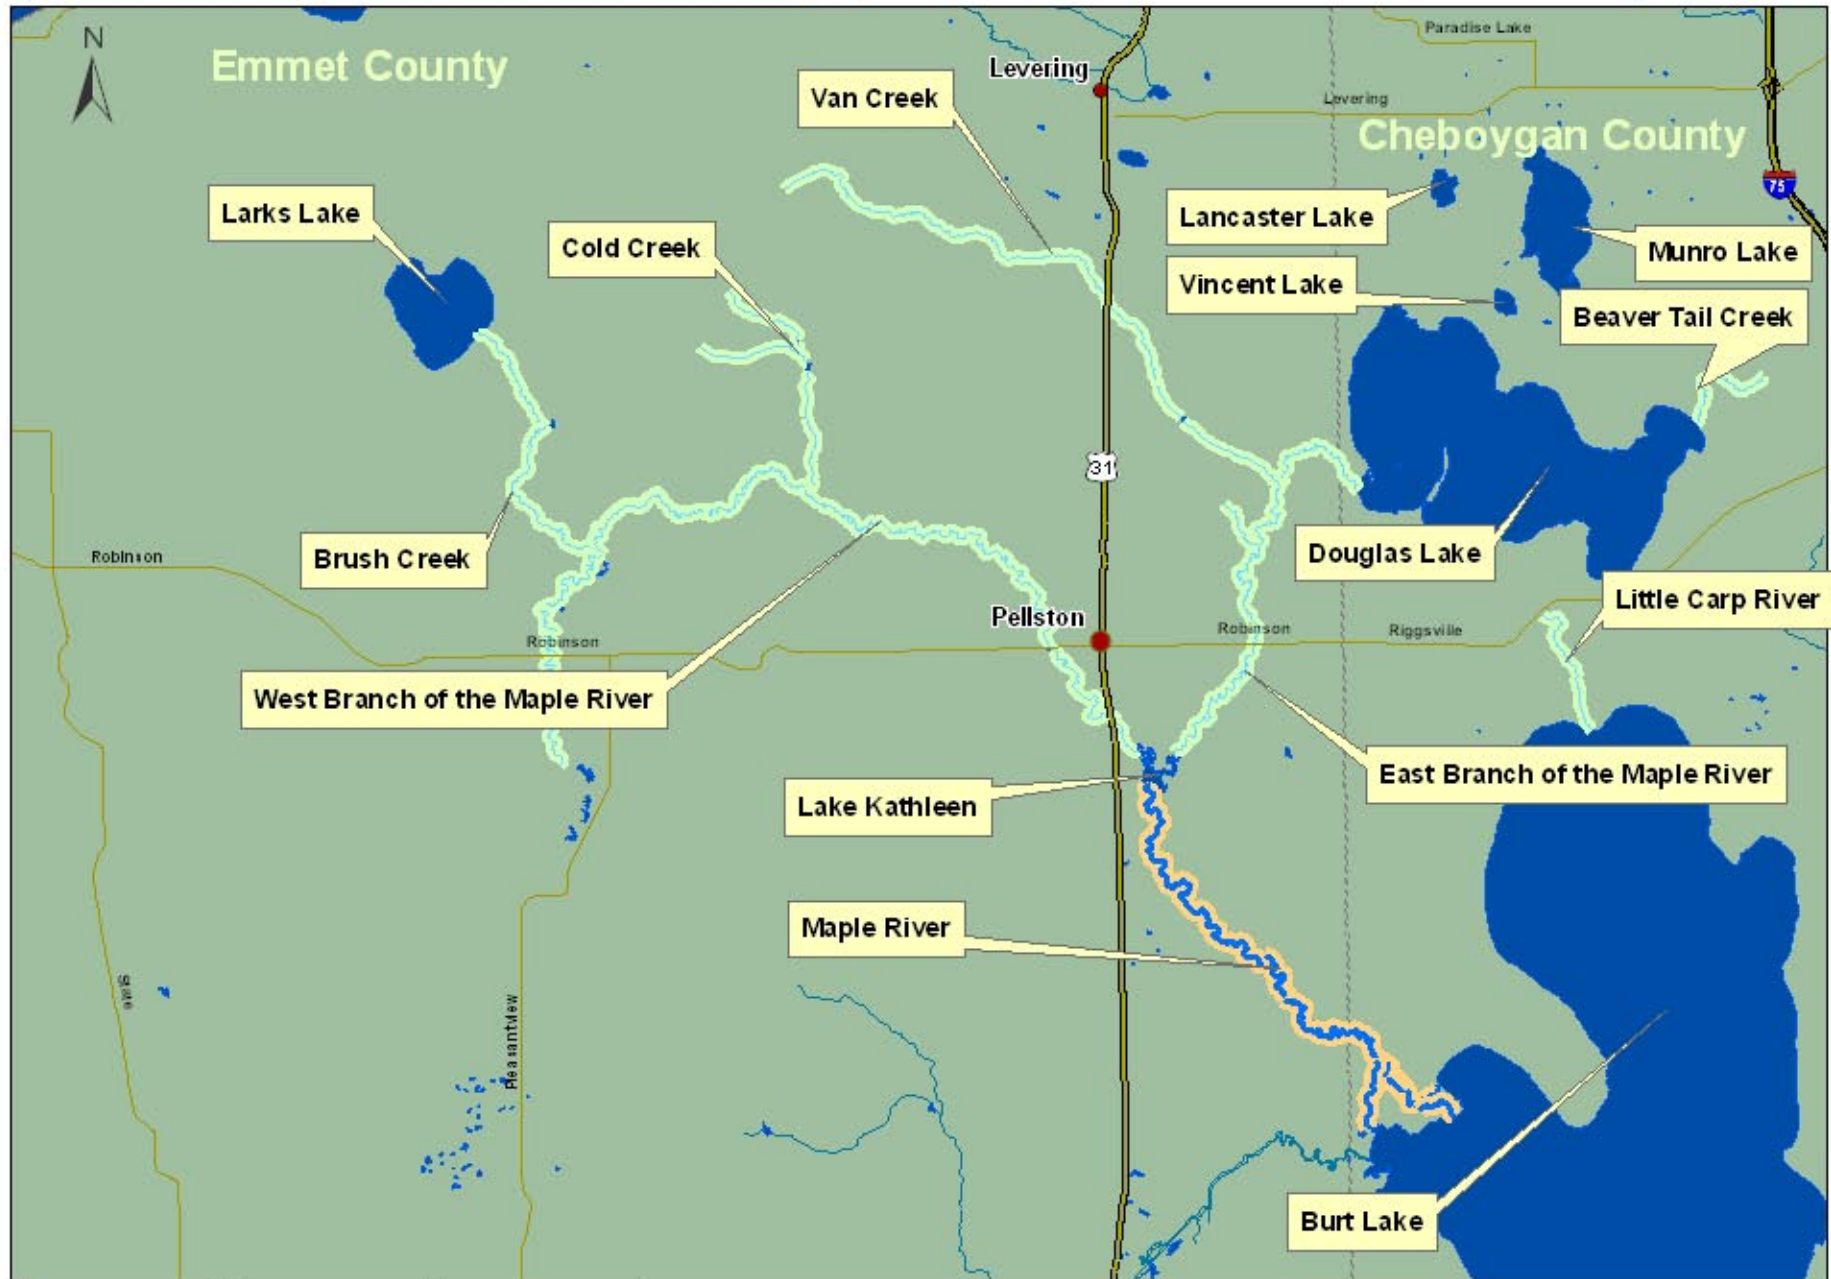 N
Emmet County
Levering
Paradise Lake
Van Creek
Levering
Cheboygan County
75
Larks Lake
Lancaster Lake
Cold Creek
Munro Lake
Vincent Lake
Beaver Tail Creek
31
Brush Creek
Robinson
Douglas Lake
Little Carp River
Pellston
Robinson
Robinson
Riggsville
West Branch of the Maple River
East Branch of the Maple River
Lake Kathleen
Maple River
State
Pleasantview
Burt Lake